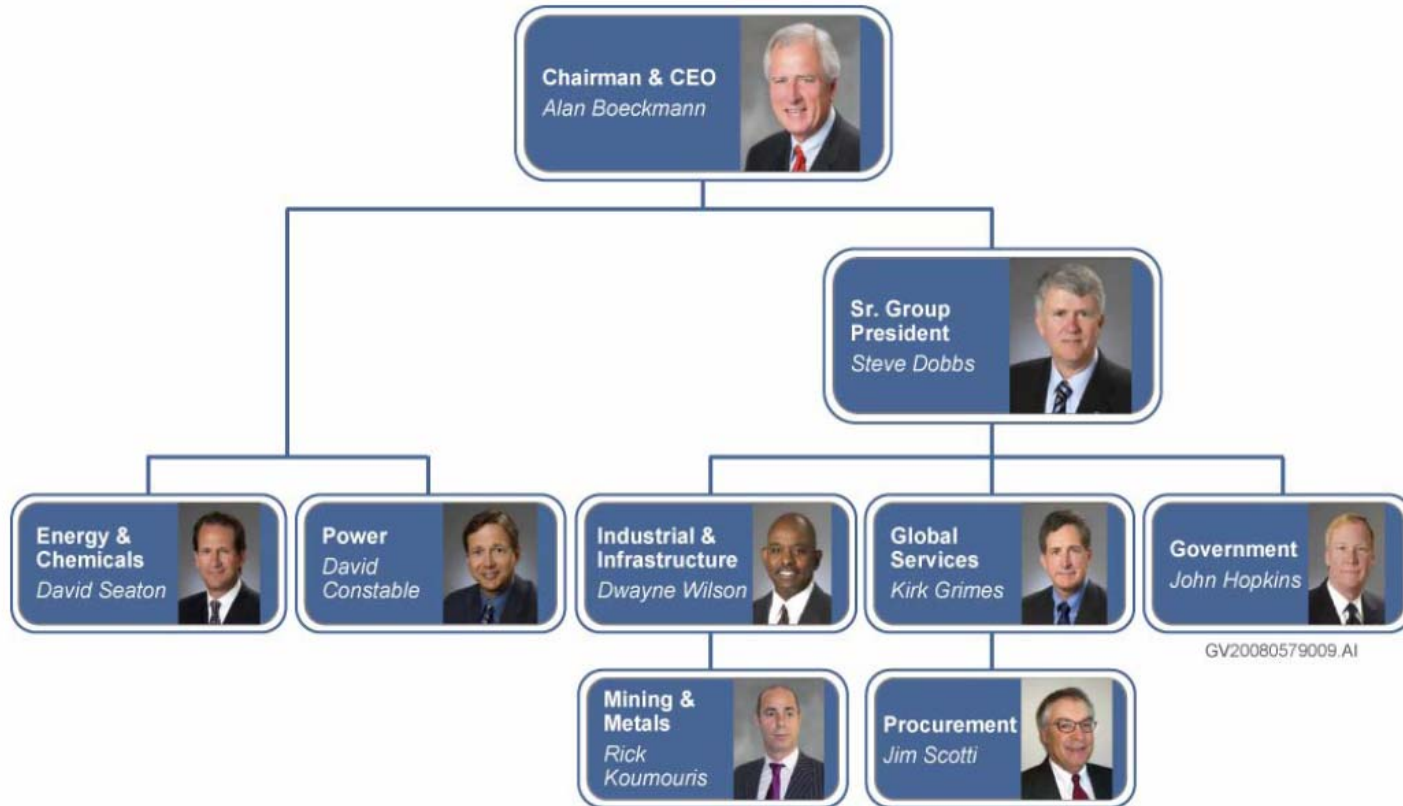 Chairman & CEO
Alan Boeckmann
Sr. Group
President
Steve Dobbs
Energy &
Chemicals
David Seaton
Power
David
Constable
Industrial &
Infrastructure
Dwayne Wilson
Global
Services
Kirk Grimes
Government
John Hopkins
GV20080579009.AI
Mining &
Metals
Rick
Koumouris
Procurement
Jim Scotti